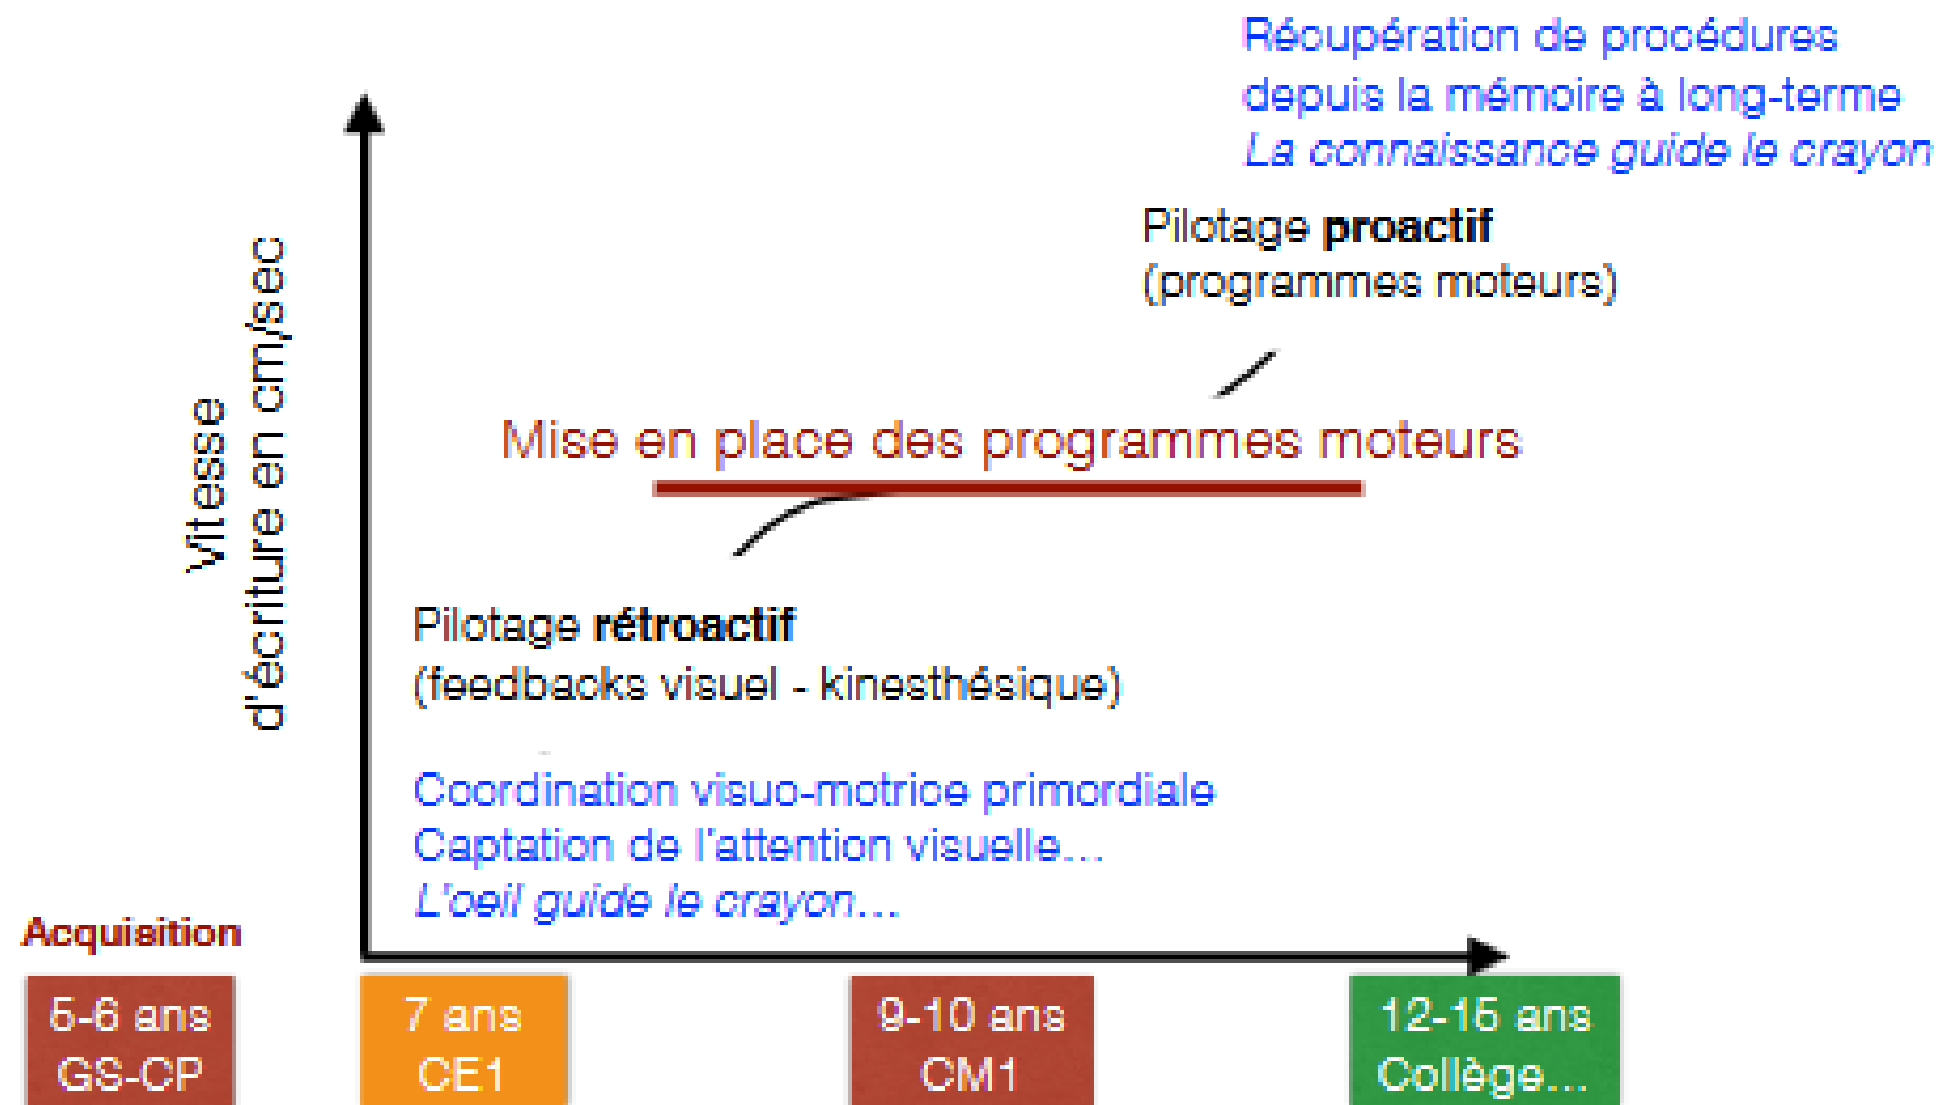 Récupération de procédures
depuis la mémoire à long-terme
La connaissance guide le crayon
Pilotage proactif
(programmes moteurs)
Vitesse
d'écriture en cm/sec
Mise en place des programmes moteurs
Pilotage rétroactif
(feedbacks visuel - kinesthésique)
Coordination visuo-motrice primordiale
Captation de l'attention visuelle...
L'oeil guide le crayon...
Acquisition
5-6 ans
GS-CP
7 ans
CE1
9-10 ans
CM1
12-15 ans
Collège...